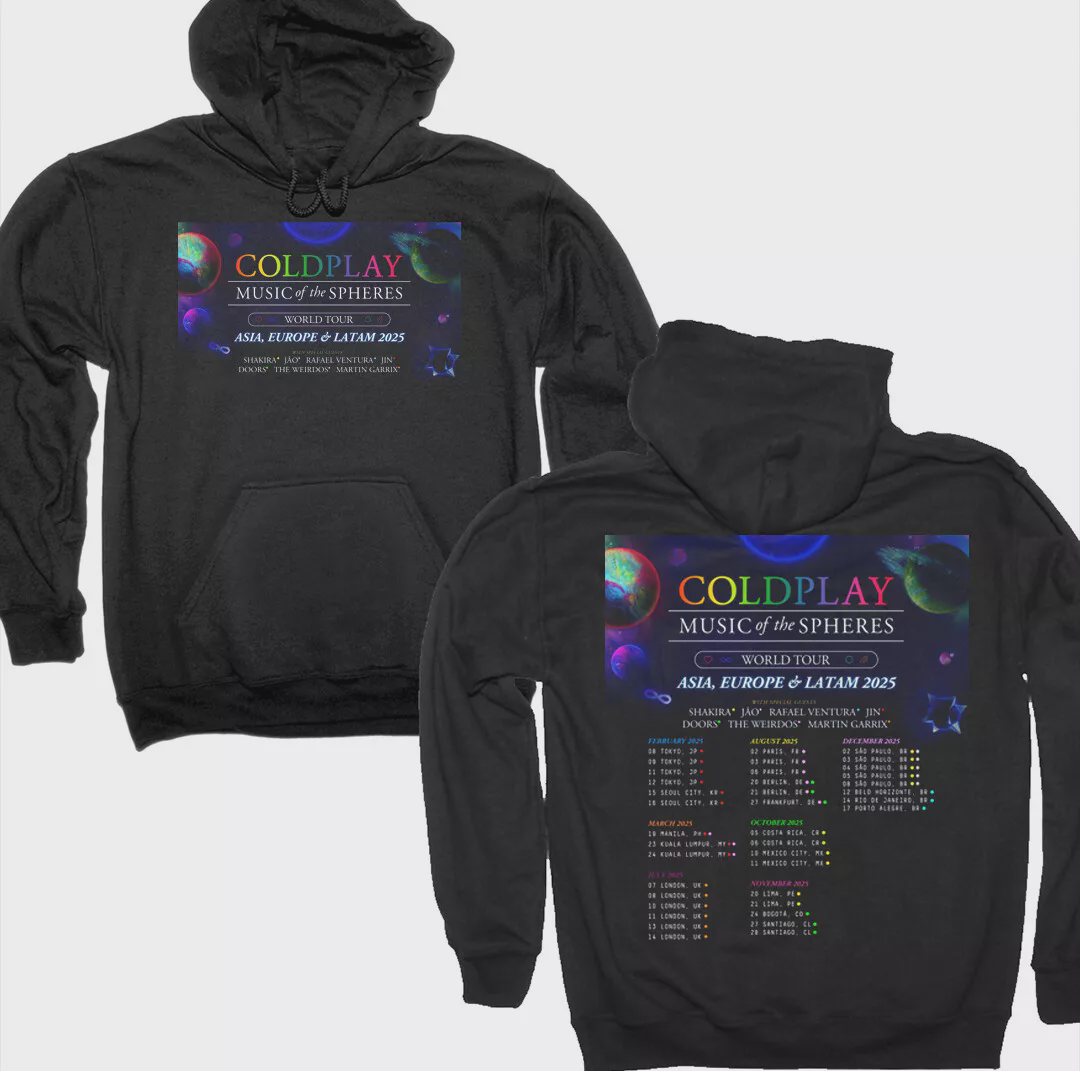 COLDPLAY
MUSIC of the SPHERES
WORLD TOUR
ASIA, EUROPE & LATAM 2025
WITH SPECIAL GUESTS
SHAKIRA JÃO RAFAEL VENTURA JIN
DOORS THE WEIRDOS MARTIN GARRIX
COLDPLAY
MUSIC of the SPHERES
WORLD TOUR
ASIA, EUROPE & LATAM 2025
WITH SPECIAL GUESTS
SHAKIRA JÃO RAFAEL VENTURA JIN
DOORS THE WEIRDOS MARTIN GARRIX
FEBRUARY 2025
08 TOKYO, JP
09 TOKYO, JP
11 TOKYO, JP
12 TOKYO, JP
15 SEOUL CITY, KR
16 SEOUL CITY, KR
MARCH 2025
19 MANILA, PH
23 KUALA LUMPUR, MY
24 KUALA LUMPUR, MY
JULY 2025
07 LONDON, UK
08 LONDON, UK
10 LONDON, UK
11 LONDON, UK
13 LONDON, UK
14 LONDON, UK
AUGUST 2025
02 PARIS, FR
03 PARIS, FR
06 PARIS, FR
20 BERLIN, DE
21 BERLIN, DE
27 FRANKFURT, DE
OCTOBER 2025
05 COSTA RICA, CR
06 COSTA RICA, CR
10 MEXICO CITY, MX
11 MEXICO CITY, MX
NOVEMBER 2025
20 LIMA, PE
21 LIMA, PE
24 BOGOTÁ, CO
27 SANTIAGO, CL
28 SANTIAGO, CL
DECEMBER 2025
02 SÃO PAULO, BR
03 SÃO PAULO, BR
04 SÃO PAULO, BR
05 SÃO PAULO, BR
08 SÃO PAULO, BR
12 BELO HORIZONTE, BR
14 RIO DE JANEIRO, BR
17 PORTO ALEGRE, BR